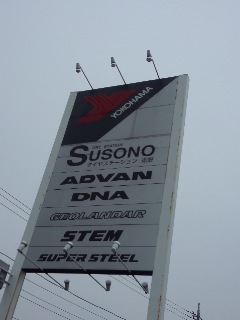 YOKOHAMA
TIRE STATION
SUSONO
タイヤステーション 裾野
ADVAN
DNA
GEOLANDAR
STEM
SUPER STEEL